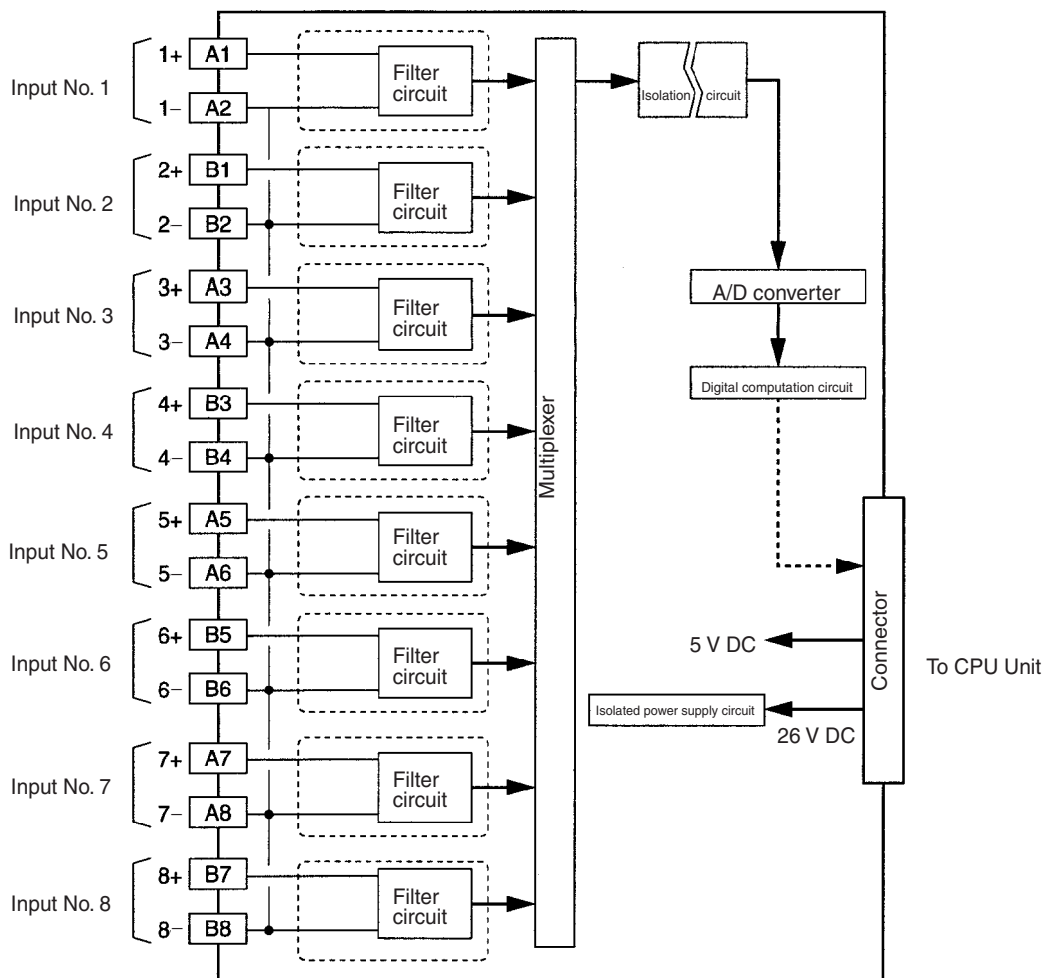 Input No. 1
1+
A1
1−
A2
Filter
circuit
Input No. 2
2+
B1
2−
B2
Filter
circuit
Input No. 3
3+
A3
3−
A4
Filter
circuit
Input No. 4
4+
B3
4−
B4
Filter
circuit
Input No. 5
5+
A5
5−
A6
Filter
circuit
Input No. 6
6+
B5
6−
B6
Filter
circuit
Input No. 7
7+
A7
7−
A8
Filter
circuit
Input No. 8
8+
B7
8−
B8
Filter
circuit
Multiplexer
Isolation circuit
A/D converter
Digital computation circuit
5 V DC
Isolated power supply circuit
26 V DC
Connector
To CPU Unit